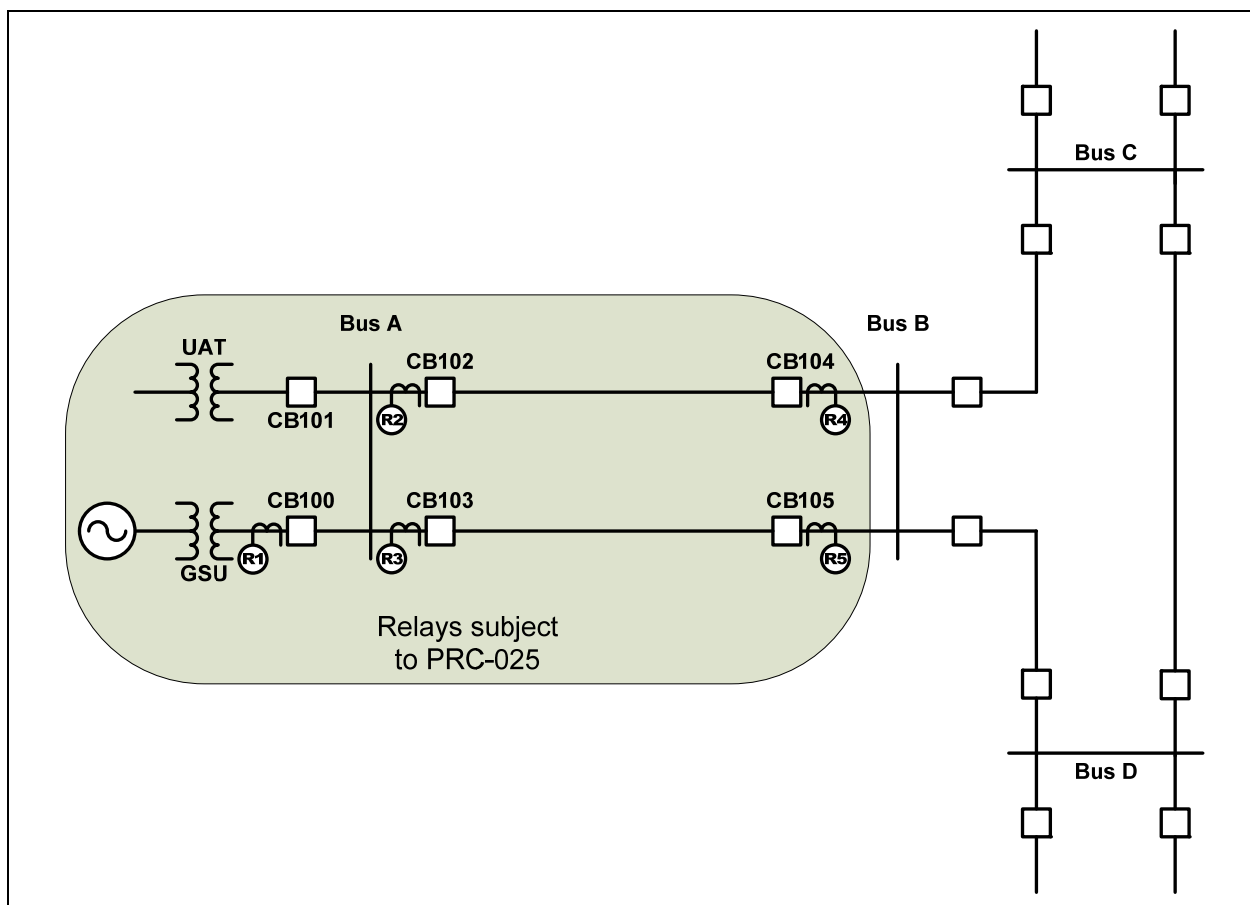 Bus C
Bus A
Bus B
UAT
CB102
CB104
CB101
R2
R4
CB100
CB103
CB105
R1
R3
R5
GSU
Relays subject
to PRC-025
Bus D